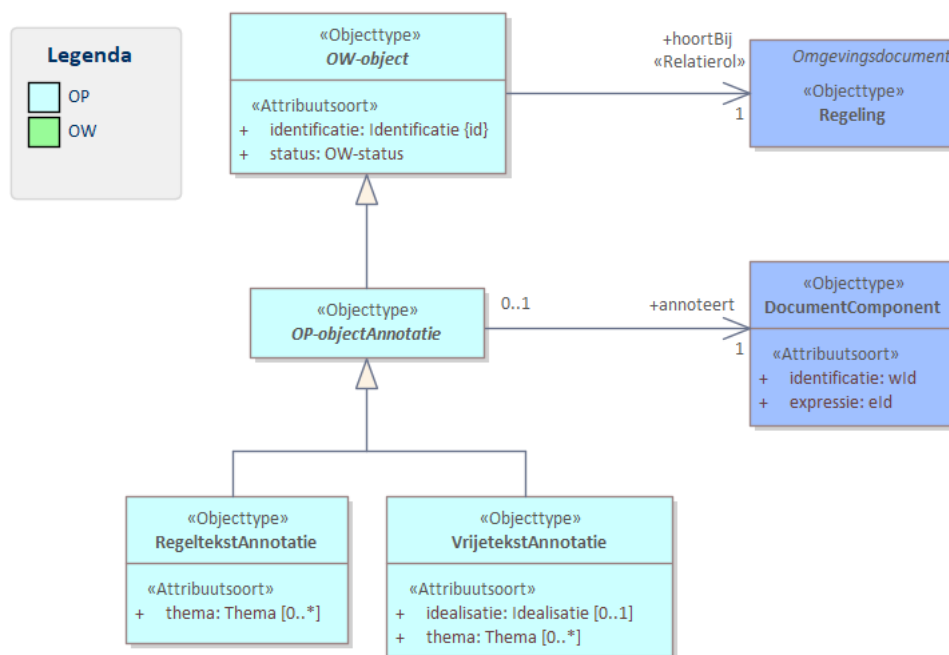 Legenda
OP
OW
«Objecttype»
OW-object
«Attribuutsoort»
+ identificatie: Identificatie {id}
+ status: OW-status
+hoortBij
«Relatierol»
1
Omgevingsdocument
«Objecttype»
Regeling
«Objecttype»
OP-objectAnnotatie
0..1
+annoteert
1
«Objecttype»
DocumentComponent
«Attribuutsoort»
+ identificatie: wId
+ expressie: eId
«Objecttype»
RegeltekstAnnotatie
«Attribuutsoort»
+ thema: Thema [0..*]
«Objecttype»
VrijetekstAnnotatie
«Attribuutsoort»
+ idealisatie: Idealisatie [0..1]
+ thema: Thema [0..*]